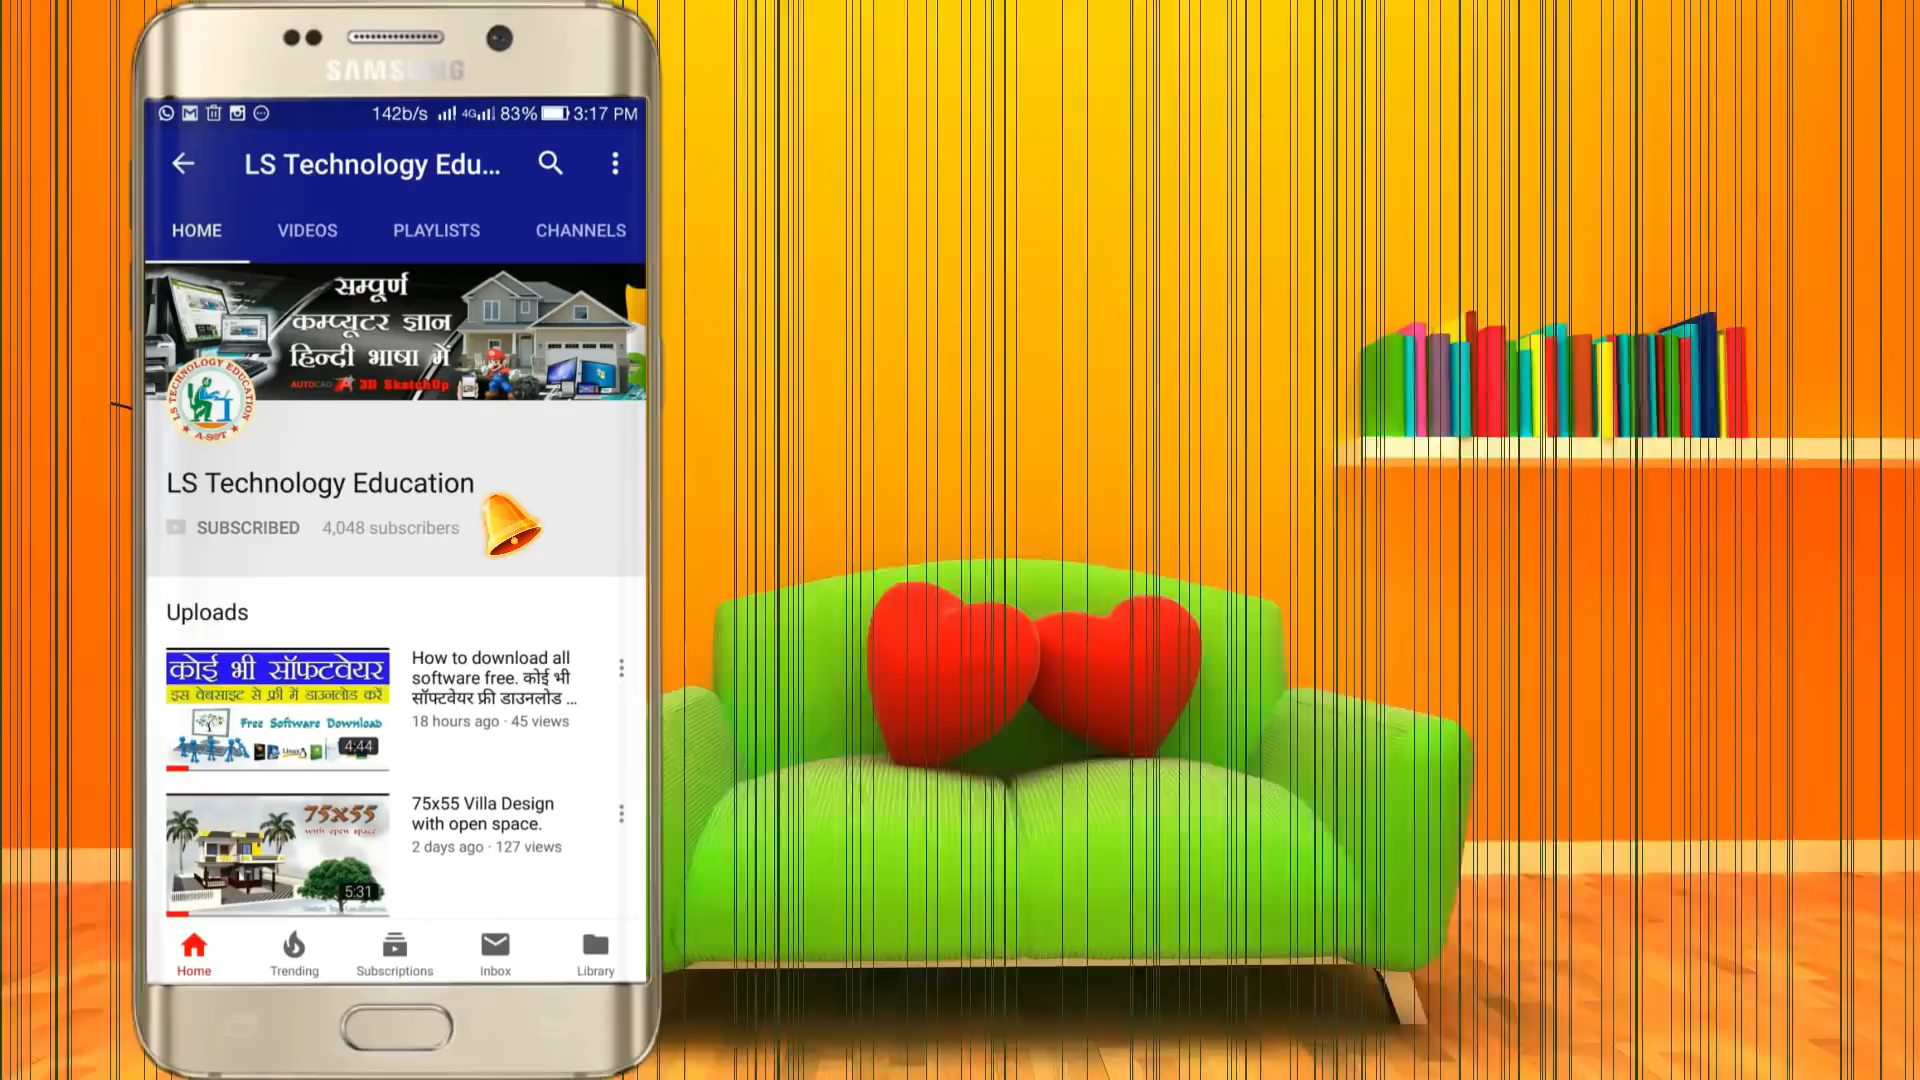 SAMSUNG
142b/s 4G 83% 3:17 PM
LS Technology Edu...
HOME VIDEOS PLAYLISTS CHANNELS
सम्पूर्ण
कम्प्यूटर ज्ञान
हिन्दी भाषा में
AUTOCAD 3D SketchUp
LS TECHNOLOGY EDUCATION
LS Technology Education
SUBSCRIBED 4,048 subscribers
Uploads
कोई भी सॉफ्टवेयर
इस वेबसाइट से फ्री में डाउनलोड करें
Free Software Download
4:44
How to download all
software free. कोई भी
सॉफ्टवेयर फ्री डाउनलोड ...
18 hours ago · 45 views
75x55
with open space
5:31
75x55 Villa Design
with open space.
2 days ago · 127 views
Home Trending Subscriptions Inbox Library